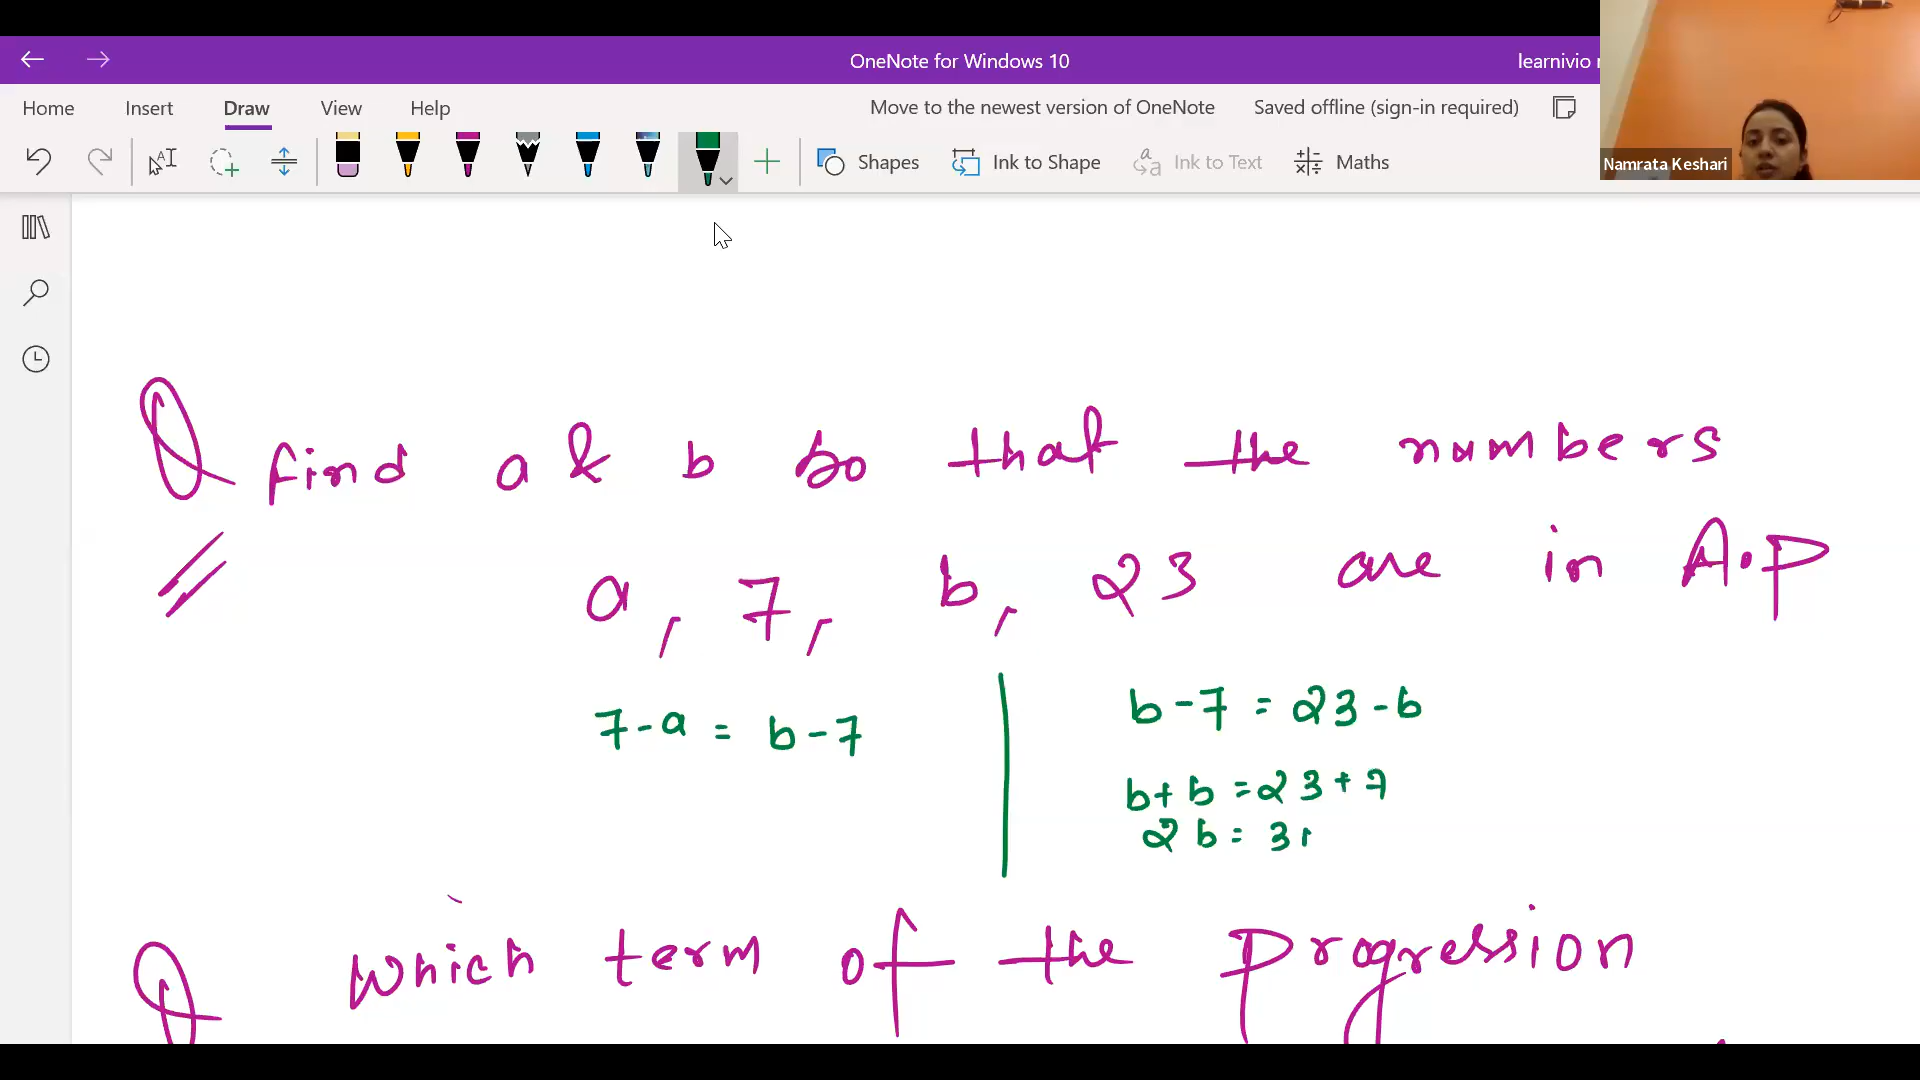 OneNote for Windows 10
learnivio
Home Insert Draw View Help
Move to the newest version of OneNote Saved offline (sign-in required)
Shapes Ink to Shape Ink to Text Maths
Namrata Keshari
Q find a & b so that the numbers
a, 7, b, 23 are in A.P
7-a = b-7
b-7 = 23-b
b+b = 23+7
2b = 3
Q which term of the progression